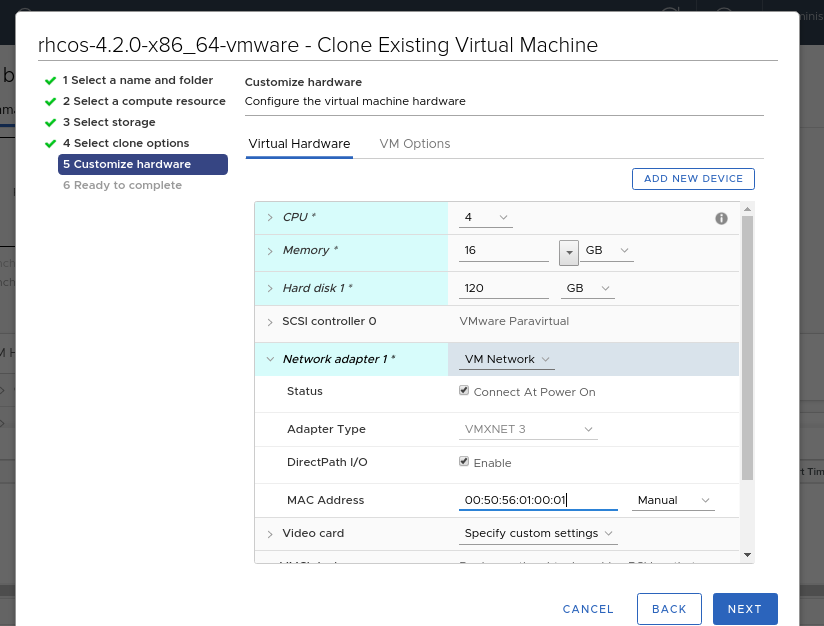 rhcos-4.2.0-x86_64-vmware - Clone Existing Virtual Machine
1 Select a name and folder
2 Select a compute resource
3 Select storage
4 Select clone options
5 Customize hardware
6 Ready to complete
Customize hardware
Configure the virtual machine hardware
Virtual Hardware VM Options
ADD NEW DEVICE
CPU * 4
Memory * 16 GB
Hard disk 1 * 120 GB
SCSI controller 0 VMware Paravirtual
Network adapter 1 * VM Network
Status Connect At Power On
Adapter Type VMXNET 3
DirectPath I/O Enable
MAC Address 00:50:56:01:00:01 Manual
Video card Specify custom settings
CANCEL BACK NEXT